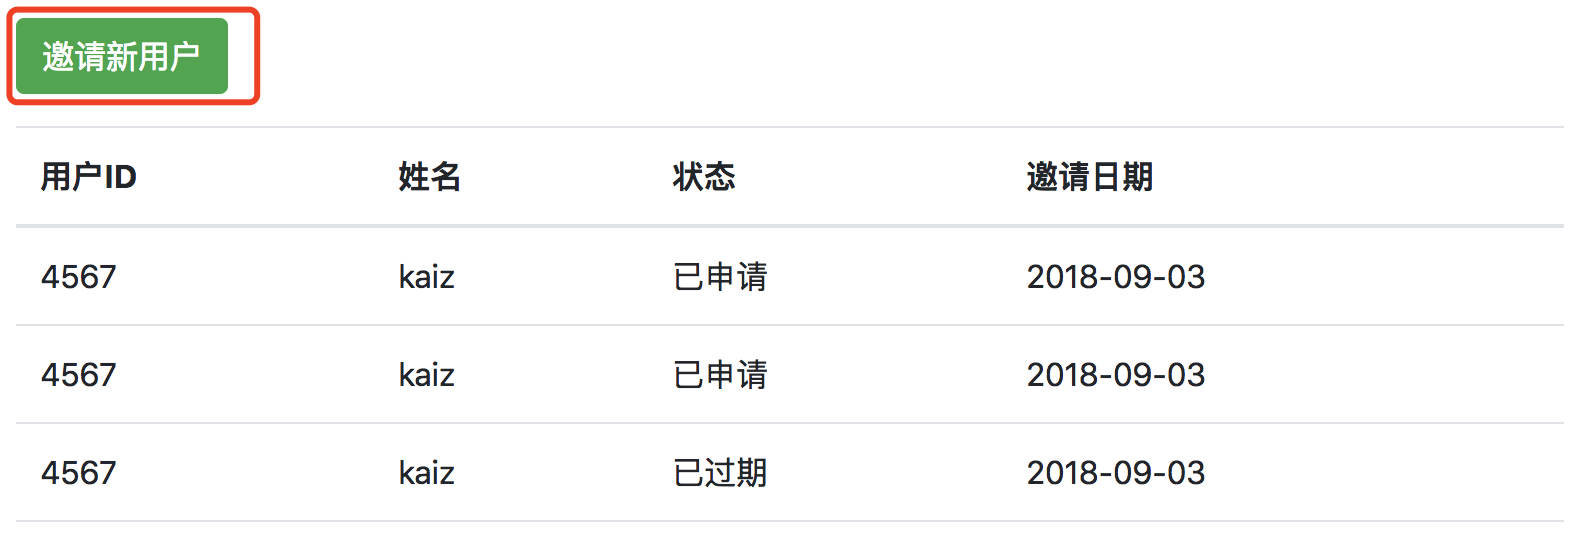 邀请新用户
用户ID 姓名 状态 邀请日期
4567 kaiz 已申请 2018-09-03
4567 kaiz 已申请 2018-09-03
4567 kaiz 已过期 2018-09-03